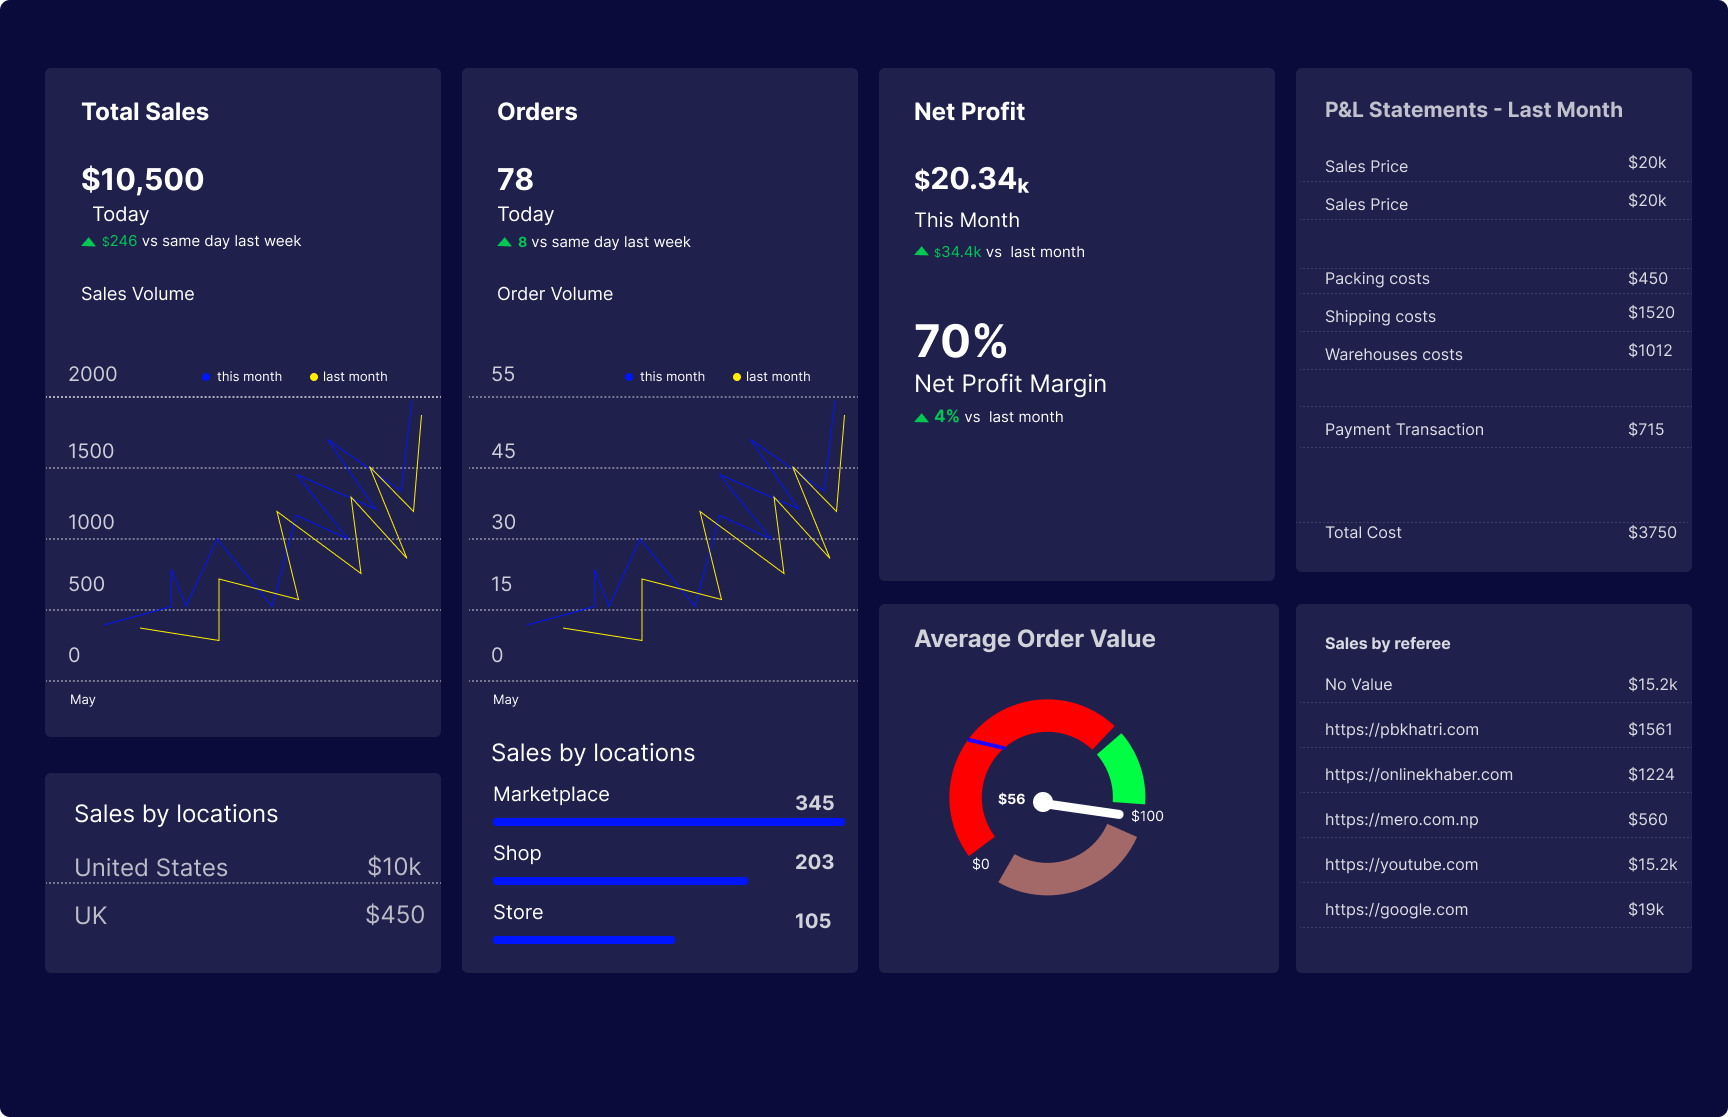 Total Sales
$10,500
Today
$246 vs same day last week
Sales Volume
2000
this month
last month
1500
1000
500
0
May
Sales by locations
United States $10k
UK $450
Orders
78
Today
8 vs same day last week
Order Volume
55
this month
last month
45
30
15
0
May
Sales by locations
Marketplace 345
Shop 203
Store 105
Net Profit
$20.34k
This Month
$34.4k vs last month
70%
Net Profit Margin
4% vs last month
Average Order Value
$56
$100
$0
P&L Statements - Last Month
Sales Price $20k
Sales Price $20k
Packing costs $450
Shipping costs $1520
Warehouses costs $1012
Payment Transaction $715
Total Cost $3750
Sales by referee
No Value $15.2k
https://pbkhatri.com $1561
https://onlinekhaber.com $1224
https://mero.com.np $560
https://youtube.com $15.2k
https://google.com $19k